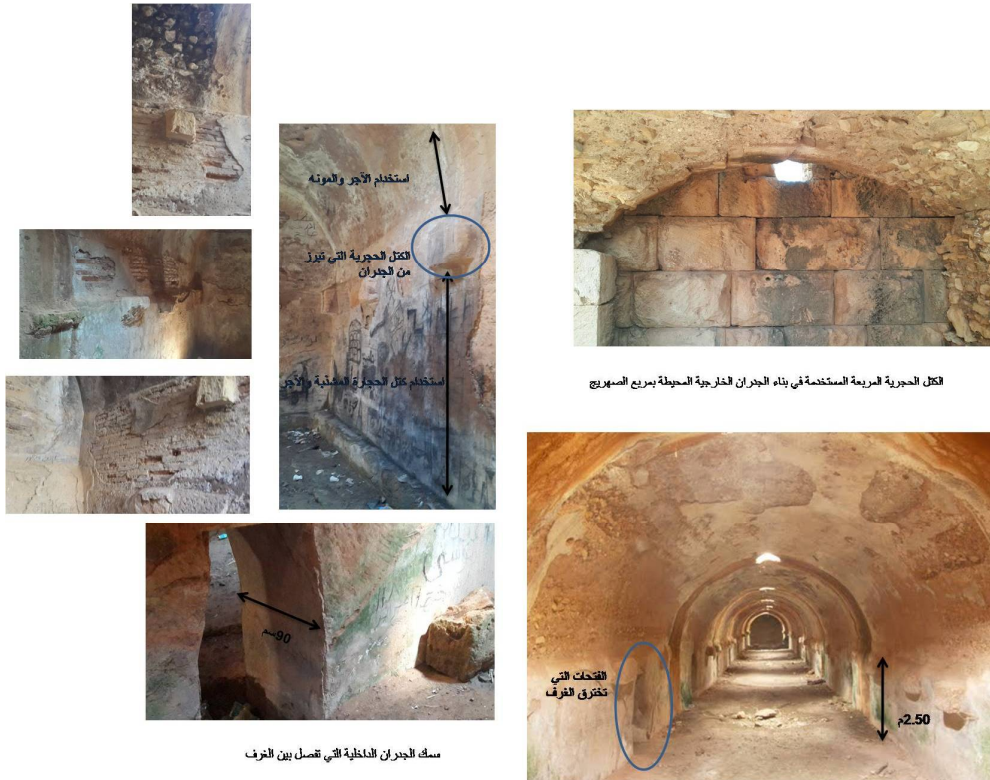 استخدام الآجر والمونه
الكتل الحجرية التي تبرز
من الجدران
استخدام كتل الحجارة المشذبة والآجر
الكتل الحجرية المربعة المستخدمة في بناء الجدران الخارجية المحيطة بمربع الصهريج
90سم
الفتحات التي
تخترق الغرف
2.50م
سمك الجدران الداخلية التي تفصل بين الغرف